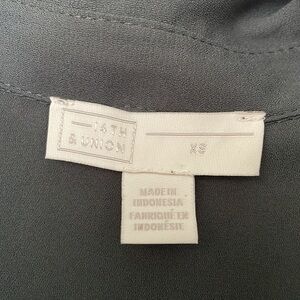 14TH
& UNION
XS
MADE IN
INDONESIA
FABRIQUÉ EN
INDONÉSIE